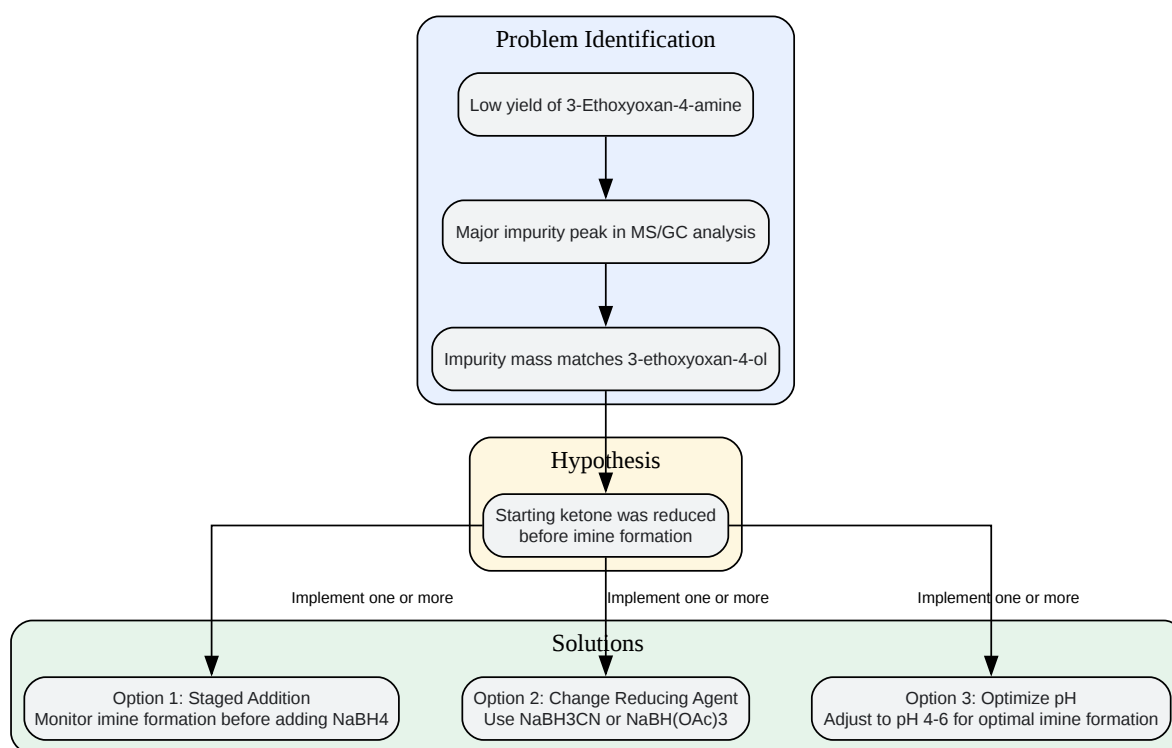 Problem Identification
Low yield of 3-Ethoxyoxan-4-amine
Major impurity peak in MS/GC analysis
Impurity mass matches 3-ethoxyoxan-4-ol
Hypothesis
Starting ketone was reduced
before imine formation
Implement one or more
Implement one or more
Implement one or more
Solutions
Option 1: Staged Addition
Monitor imine formation before adding NaBH4
Option 2: Change Reducing Agent
Use NaBH3CN or NaBH(OAc)3
Option 3: Optimize pH
Adjust to pH 4-6 for optimal imine formation